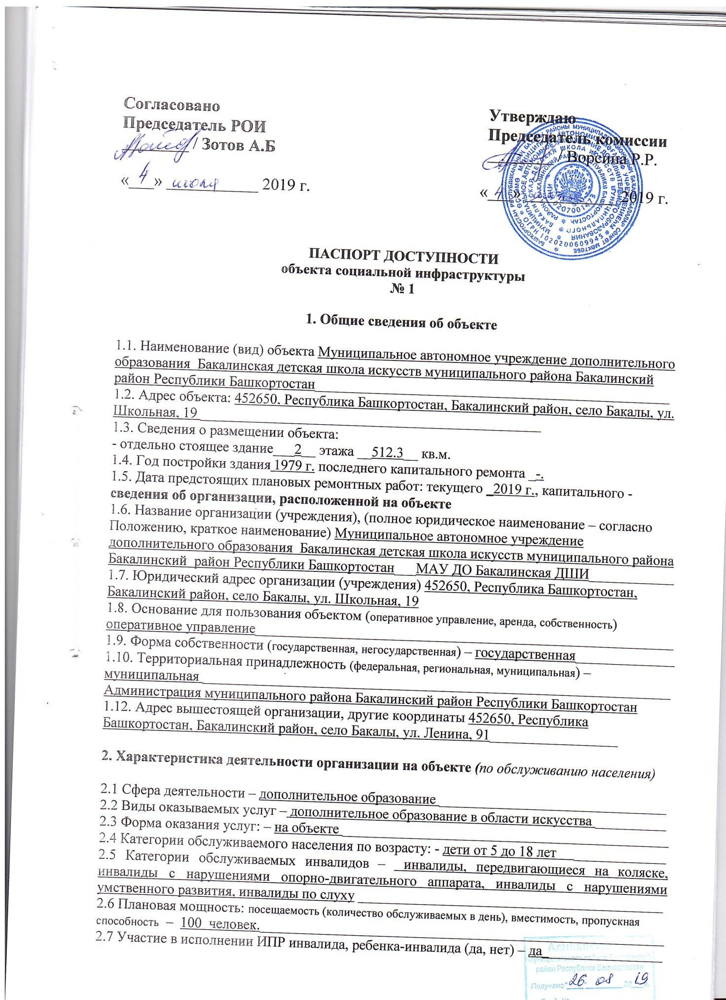 Согласовано
Председатель РОИ
________/ Зотов А.Б
«_4_» июля 2019 г.
Утверждаю
Председатель комиссии
________/ Ворсина Р.Р.
«_4_» ________ 2019 г.
ПАСПОРТ ДОСТУПНОСТИ
объекта социальной инфраструктуры
№ 1
1. Общие сведения об объекте
1.1. Наименование (вид) объекта Муниципальное автономное учреждение дополнительного
образования Бакалинская детская школа искусств муниципального района Бакалинский
район Республики Башкортостан
1.2. Адрес объекта: 452650, Республика Башкортостан, Бакалинский район, село Бакалы, ул.
Школьная, 19
1.3. Сведения о размещении объекта:
- отдельно стоящее здание___2__ этажа __512.3__ кв.м.
1.4. Год постройки здания 1979 г. последнего капитального ремонта _-.
1.5. Дата предстоящих плановых ремонтных работ: текущего _2019 г., капитального -
сведения об организации, расположенной на объекте
1.6. Название организации (учреждения), (полное юридическое наименование – согласно
Положению, краткое наименование) Муниципальное автономное учреждение
дополнительного образования Бакалинская детская школа искусств муниципального района
Бакалинский район Республики Башкортостан___МАУ ДО Бакалинская ДШИ
1.7. Юридический адрес организации (учреждения) 452650, Республика Башкортостан,
Бакалинский район, село Бакалы, ул. Школьная, 19
1.8. Основание для пользования объектом (оперативное управление, аренда, собственность)
оперативное управление
1.9. Форма собственности (государственная, негосударственная) – государственная
1.10. Территориальная принадлежность (федеральная, региональная, муниципальная) –
муниципальная
Администрация муниципального района Бакалинский район Республики Башкортостан
1.12. Адрес вышестоящей организации, другие координаты 452650, Республика
Башкортостан, Бакалинский район, село Бакалы, ул. Ленина, 91
2. Характеристика деятельности организации на объекте (по обслуживанию населения)
2.1 Сфера деятельности – дополнительное образование
2.2 Виды оказываемых услуг – дополнительное образование в области искусства
2.3 Форма оказания услуг: – на объекте
2.4 Категории обслуживаемого населения по возрасту: - дети от 5 до 18 лет
2.5 Категории обслуживаемых инвалидов – инвалиды, передвигающиеся на коляске,
инвалиды с нарушениями опорно-двигательного аппарата, инвалиды с нарушениями
умственного развития, инвалиды по слуху
2.6 Плановая мощность: посещаемость (количество обслуживаемых в день), вместимость, пропускная
способность – 100 человек.
2.7 Участие в исполнении ИПР инвалида, ребенка-инвалида (да, нет) – да
Администрация
муниципального района Бакалинский
район Республики Башкортостан
Получено "26" 08 2019 г.